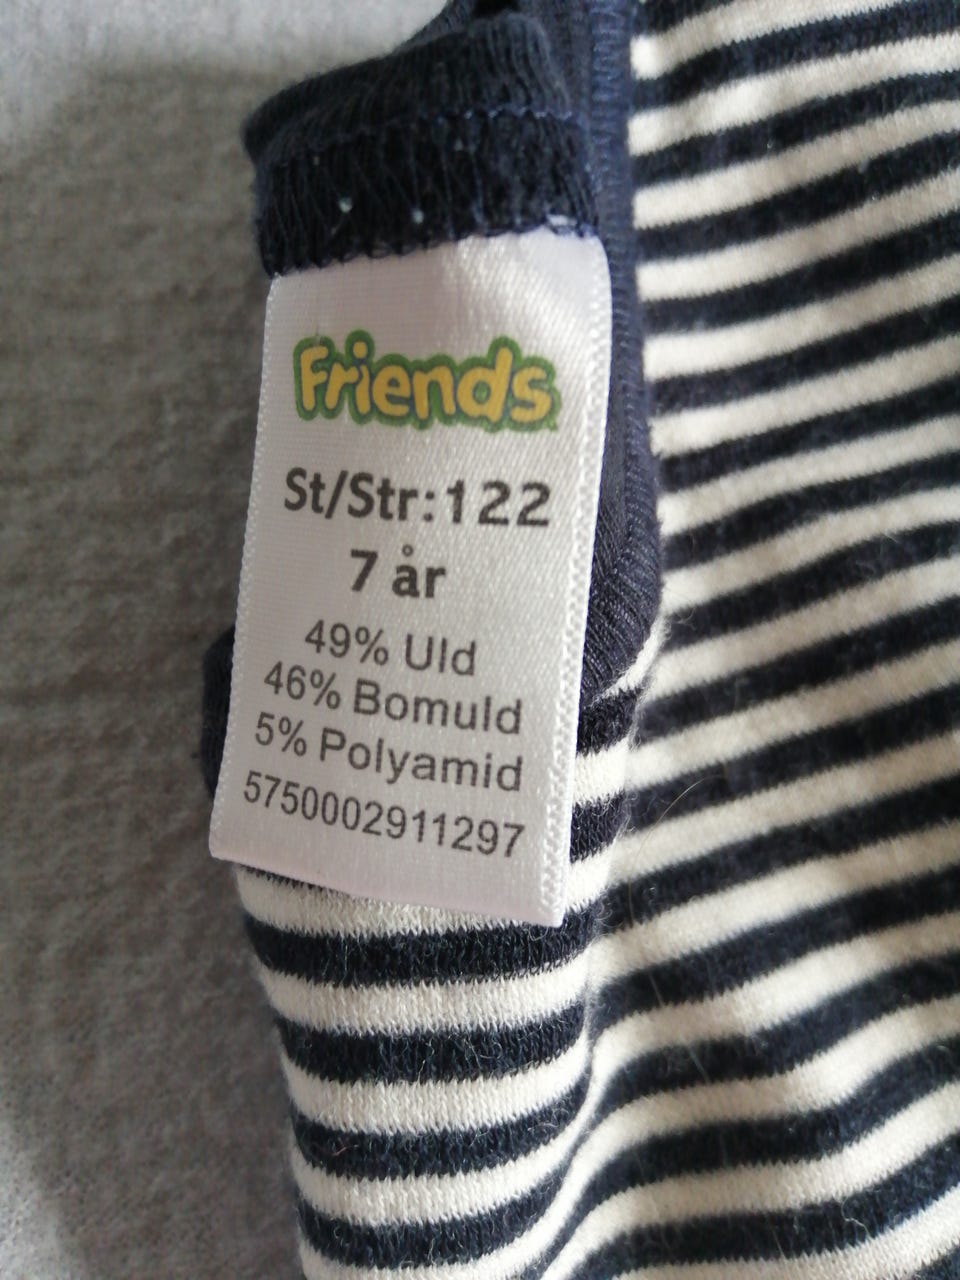 Friends
St/Str:122
7 år
49% Uld
46% Bomuld
5% Polyamid
5750002911297